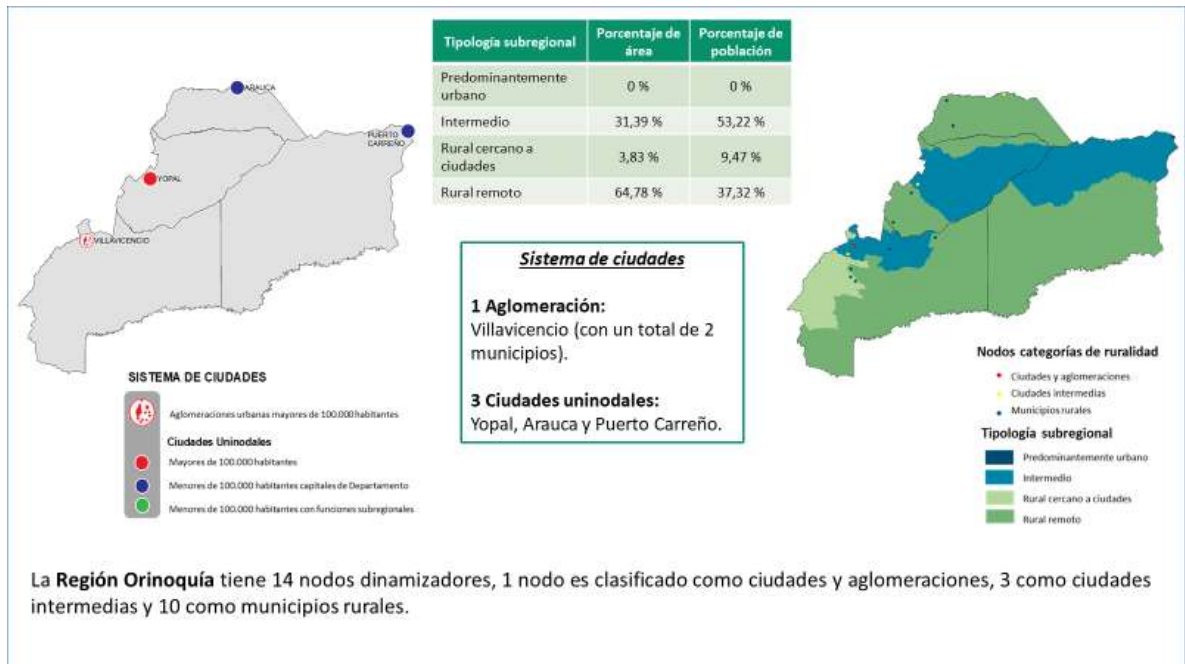 ARAUCA
PUERTO
CARREÑO
YOPAL
VILLAVICENCIO
SISTEMA DE CIUDADES
Aglomeraciones urbanas mayores de 100.000 habitantes
Ciudades Uninodales
Mayores de 100.000 habitantes
Menores de 100.000 habitantes capitales de Departamento
Menores de 100.000 habitantes con funciones subregionales
Tipología subregional Porcentaje de área Porcentaje de población
Predominantemente urbano 0 % 0 %
Intermedio 31,39 % 53,22 %
Rural cercano a ciudades 3,83 % 9,47 %
Rural remoto 64,78 % 37,32 %
Sistema de ciudades
1 Aglomeración:
Villavicencio (con un total de 2
municipios).
3 Ciudades uninodales:
Yopal, Arauca y Puerto Carreño.
Nodos categorías de ruralidad
Ciudades y aglomeraciones
Ciudades intermedias
Municipios rurales
Tipología subregional
Predominantemente urbano
Intermedio
Rural cercano a ciudades
Rural remoto
La Región Orinoquía tiene 14 nodos dinamizadores, 1 nodo es clasificado como ciudades y aglomeraciones, 3 como ciudades
intermedias y 10 como municipios rurales.